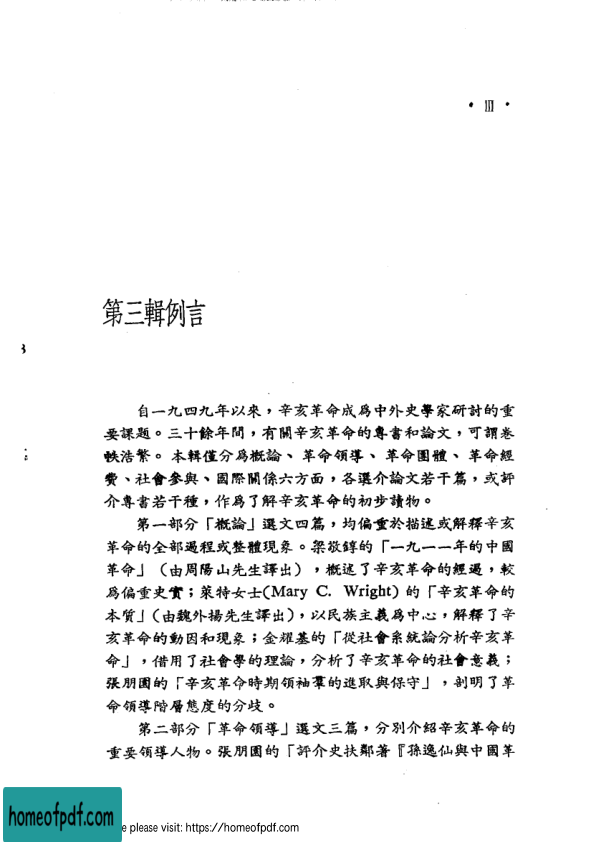 • III •
第三輯例言
自一九四九年以來，辛亥革命成爲中外史學家研討的重
要課題。三十餘年間，有關辛亥革命的專書和論文，可謂卷
帙浩繁。本輯僅分爲概論、革命領導、革命團體、革命經
費、社會參與、國際關係六方面，各選介論文若干篇，或評
介專書若干種，作爲了解辛亥革命的初步讀物。
第一部分「概論」選文四篇，均偏重於描述或解釋辛亥
革命的全部過程或整體現象。梁敬錞的「一九一一年的中國
革命」（由周陽山先生譯出），概述了辛亥革命的經過，較
爲偏重史實；萊特女士(Mary C. Wright) 的「辛亥革命的
本質」（由魏外揚先生譯出），以民族主義爲中心，解釋了辛
亥革命的動因和現象；金耀基的「從社會系統論分析辛亥革
命」，借用了社會學的理論，分析了辛亥革命的社會意義；
張朋園的「辛亥革命時期領袖羣的進取與保守」，剖明了革
命領導階層態度的分歧。
第二部分「革命領導」選文三篇，分別介紹辛亥革命的
重要領導人物。張朋園的「評介史扶鄰著『孫逸仙與中國革
homeofpdf.com
e please visit: https://homeofpdf.com